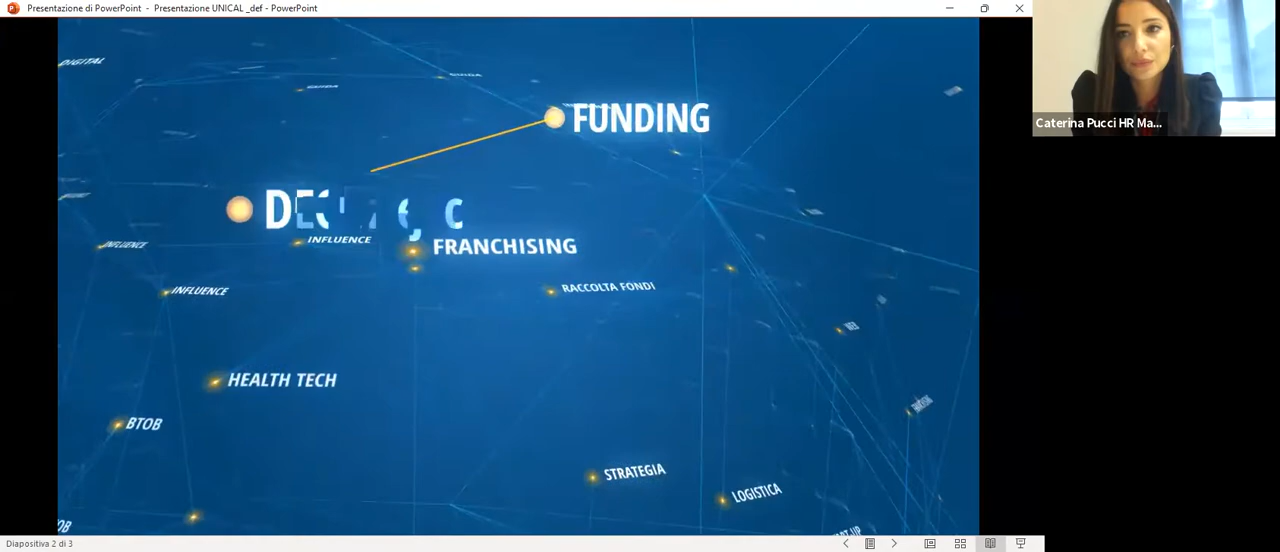 Presentazione di PowerPoint - Presentazione UNICAL _def - PowerPoint
Caterina Pucci HR Ma...
DIGITAL
FUNDING
INFLUENCE
INFLUENCE
FRANCHISING
INFLUENCE
RACCOLTA FONDI
HEALTH TECH
BTOB
STRATEGIA
LOGISTICA
Diapositiva 2 di 3